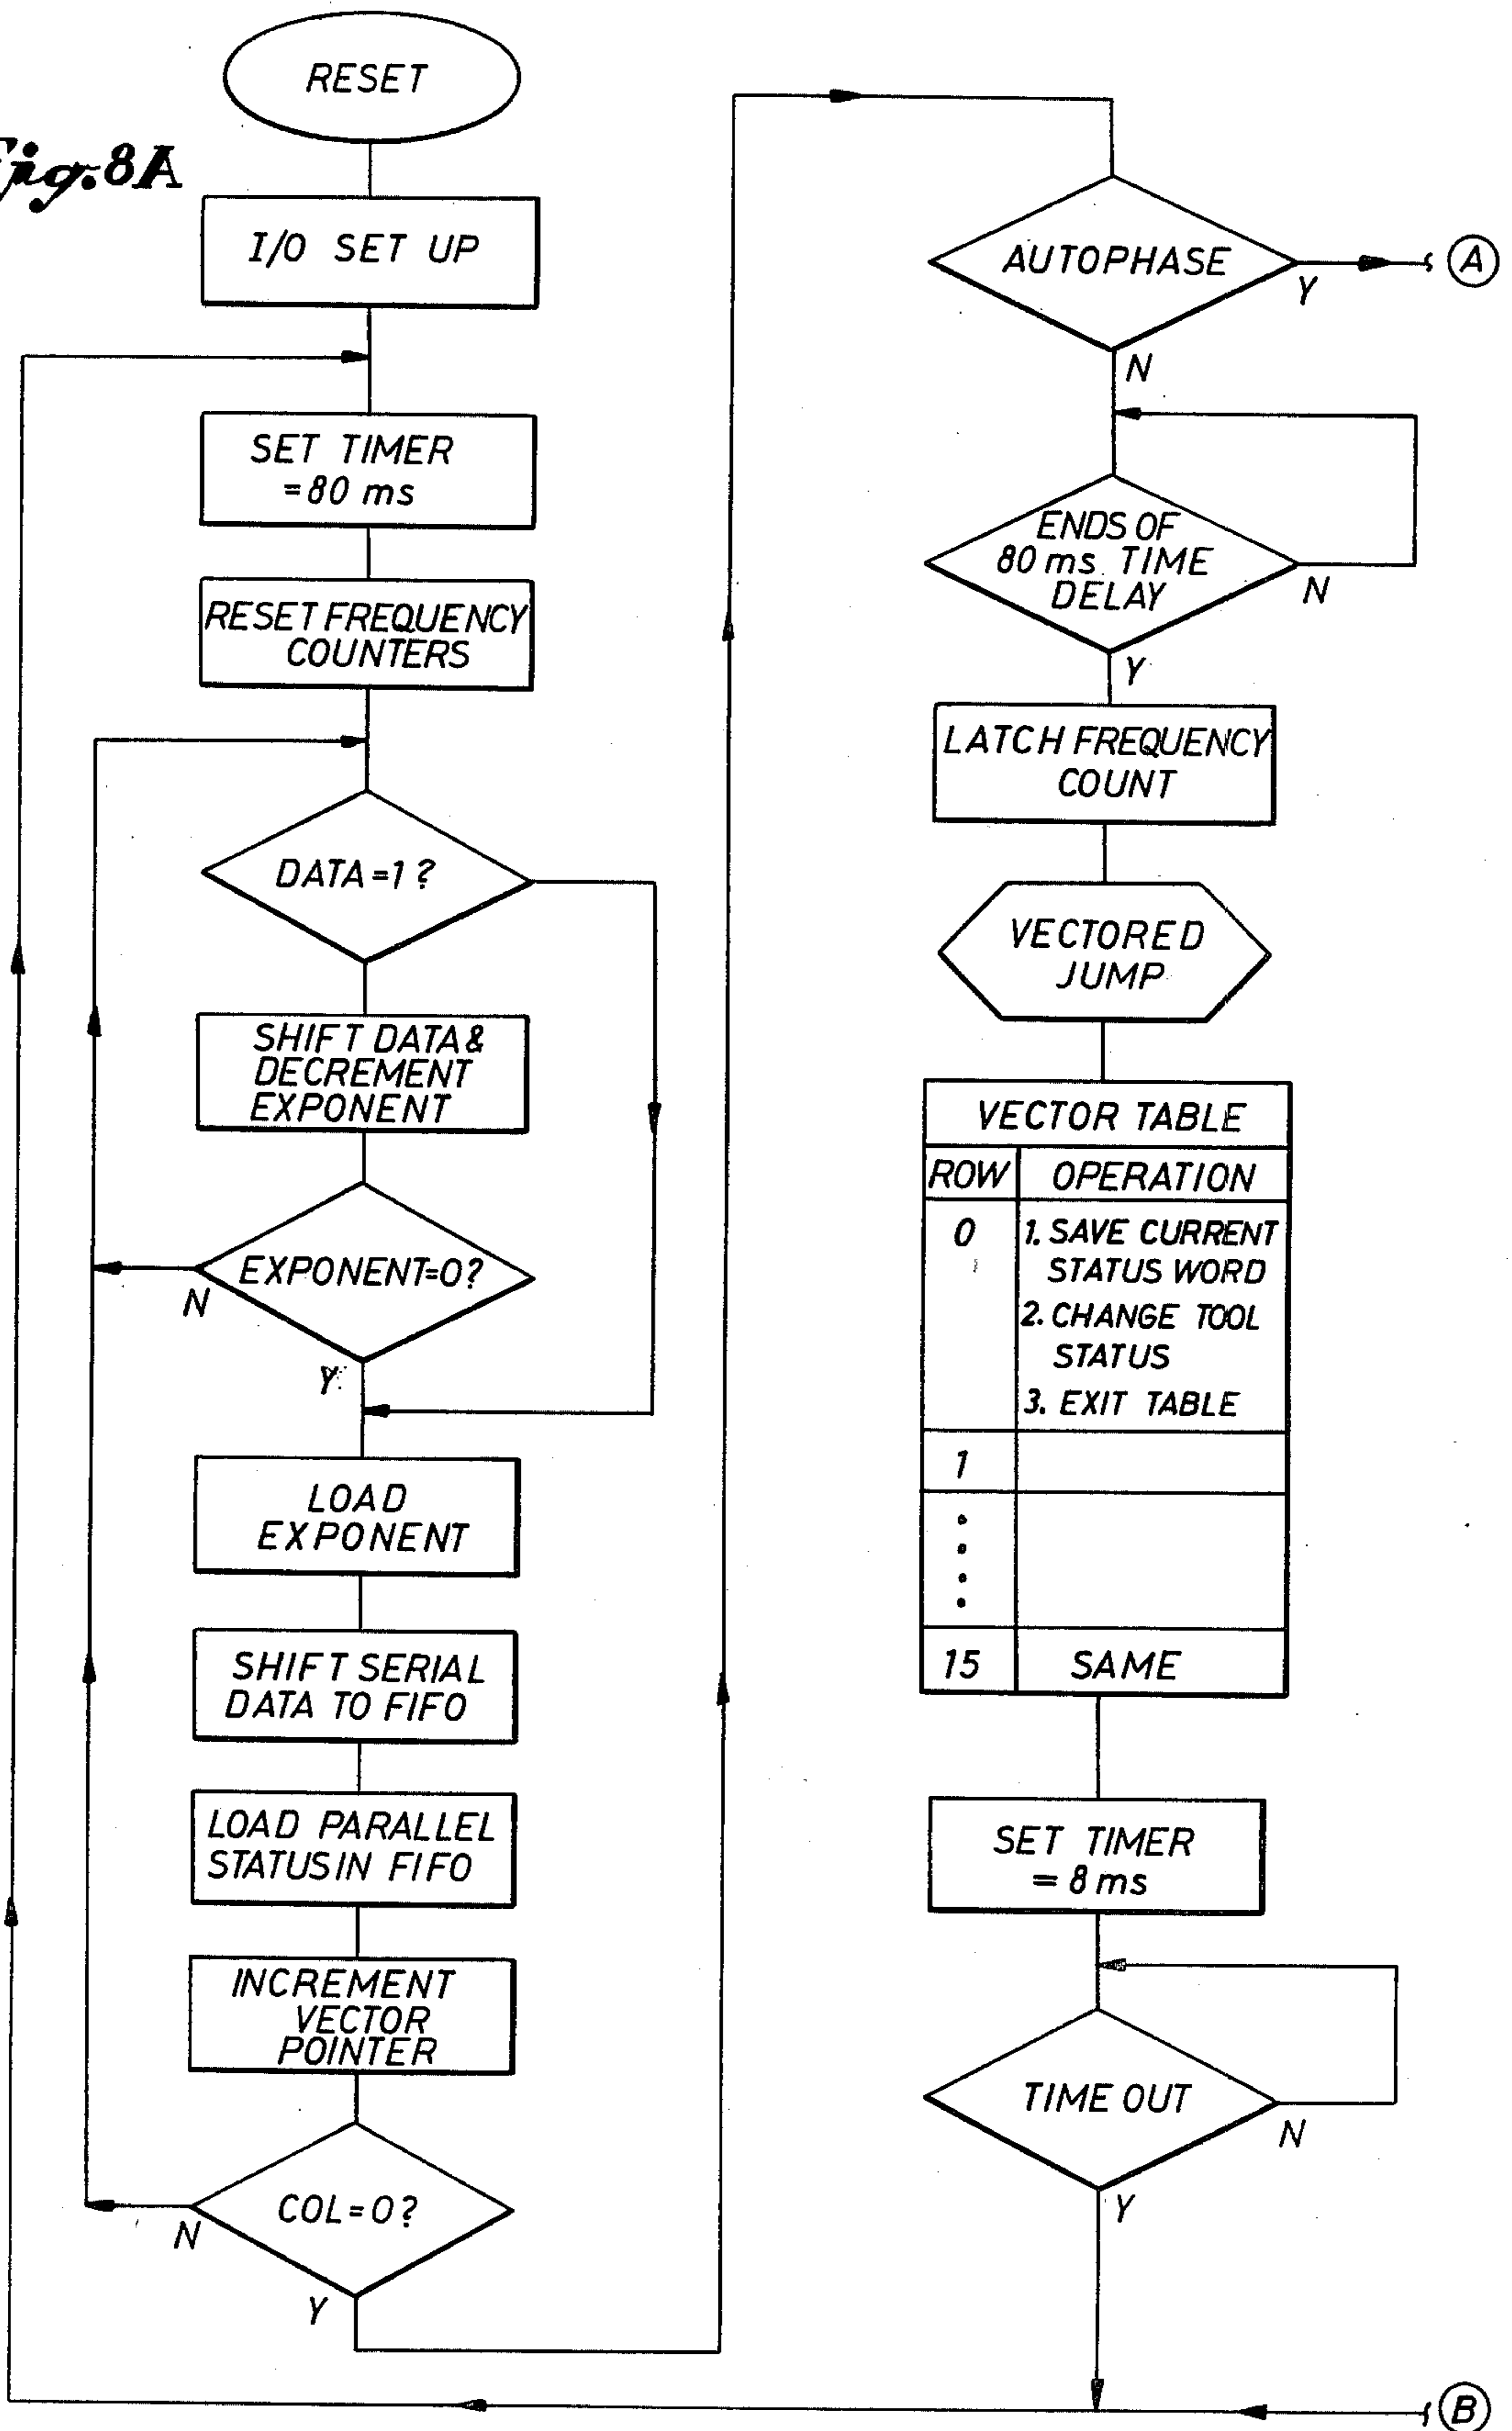 Fig. 8A
RESET
I/O SET UP
SET TIMER
=80 ms
RESET FREQUENCY
COUNTERS
DATA=1?
SHIFT DATA &
DECREMENT
EXPONENT
EXPONENT=0?
N
Y
LOAD
EXPONENT
SHIFT SERIAL
DATA TO FIFO
LOAD PARALLEL
STATUS IN FIFO
INCREMENT
VECTOR
POINTER
COL=0?
N
Y
AUTOPHASE
Y
A
N
ENDS OF
80 ms TIME
DELAY
N
Y
LATCH FREQUENCY
COUNT
VECTORED
JUMP
VECTOR TABLE
ROW OPERATION
0 1. SAVE CURRENT
STATUS WORD
2. CHANGE TOOL
STATUS
3. EXIT TABLE
1
15 SAME
SET TIMER
= 8 ms
TIME OUT
N
Y
B